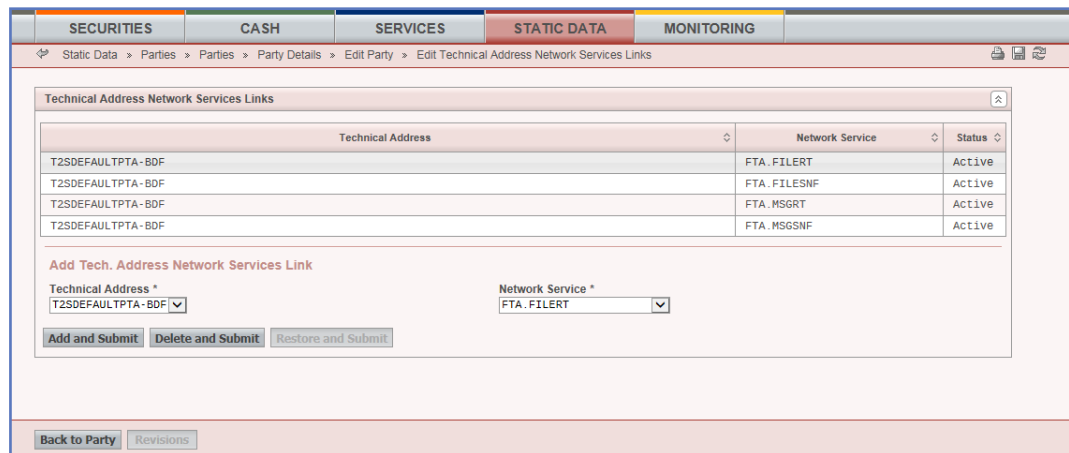 SECURITIES CASH SERVICES STATIC DATA MONITORING
Static Data » Parties » Parties » Party Details » Edit Party » Edit Technical Address Network Services Links
Technical Address Network Services Links
Technical Address Network Service Status
T2SDEFAULTPTA-BDF FTA.FILERT Active
T2SDEFAULTPTA-BDF FTA.FILESNF Active
T2SDEFAULTPTA-BDF FTA.MSGRT Active
T2SDEFAULTPTA-BDF FTA.MSGSNF Active
Add Tech. Address Network Services Link
Technical Address * Network Service *
T2SDEFAULTPTA-BDF FTA.FILERT
Add and Submit Delete and Submit Restore and Submit
Back to Party Revisions